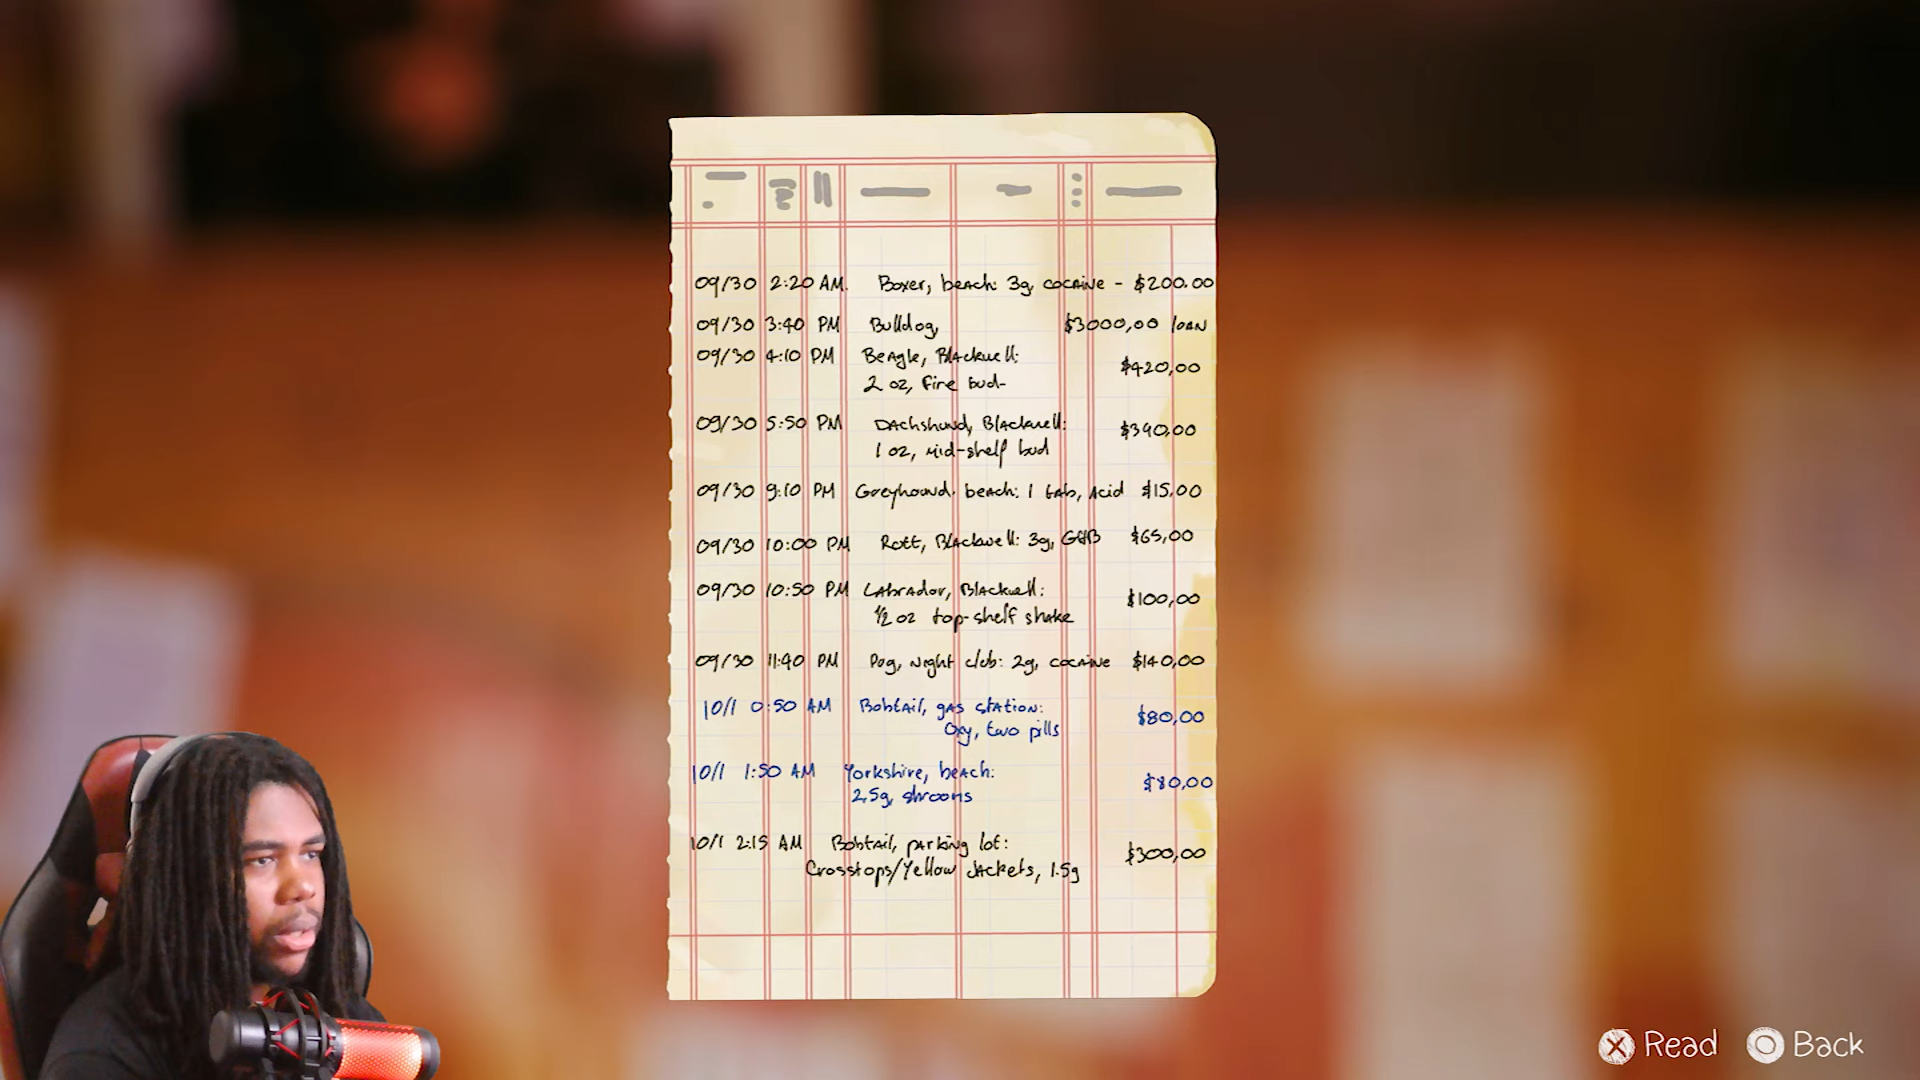 09/30 2:20 AM. Boxer, beach: 3g, cocaine - $200.00
09/30 3:40 PM Bulldog, $3000,00 loan
09/30 4:10 PM Beagle, Blackwell:
2 oz, fire bud- $420,00
09/30 5:50 PM Dachshund, Blackwell: $340,00
1 oz, mid-shelf bud
09/30 9:10 PM Greyhound, beach: 1 tab, Acid $15,00
09/30 10:00 PM Rott, Blackwell: 3g, GHB $65,00
09/30 10:50 PM Labrador, Blackwell: $100,00
1/2 oz top-shelf shake
09/30 11:40 PM Pog, night club: 2g, cocaine $140,00
10/1 0:50 AM Bobtail, gas station: $80,00
Oxy, two pills
10/1 1:50 AM Yorkshire, beach: $80,00
2,5g, shrooms
10/1 2:15 AM Bobtail, parking lot: $300,00
Crosstops/Yellow Jackets, 1.5g
X Read O Back